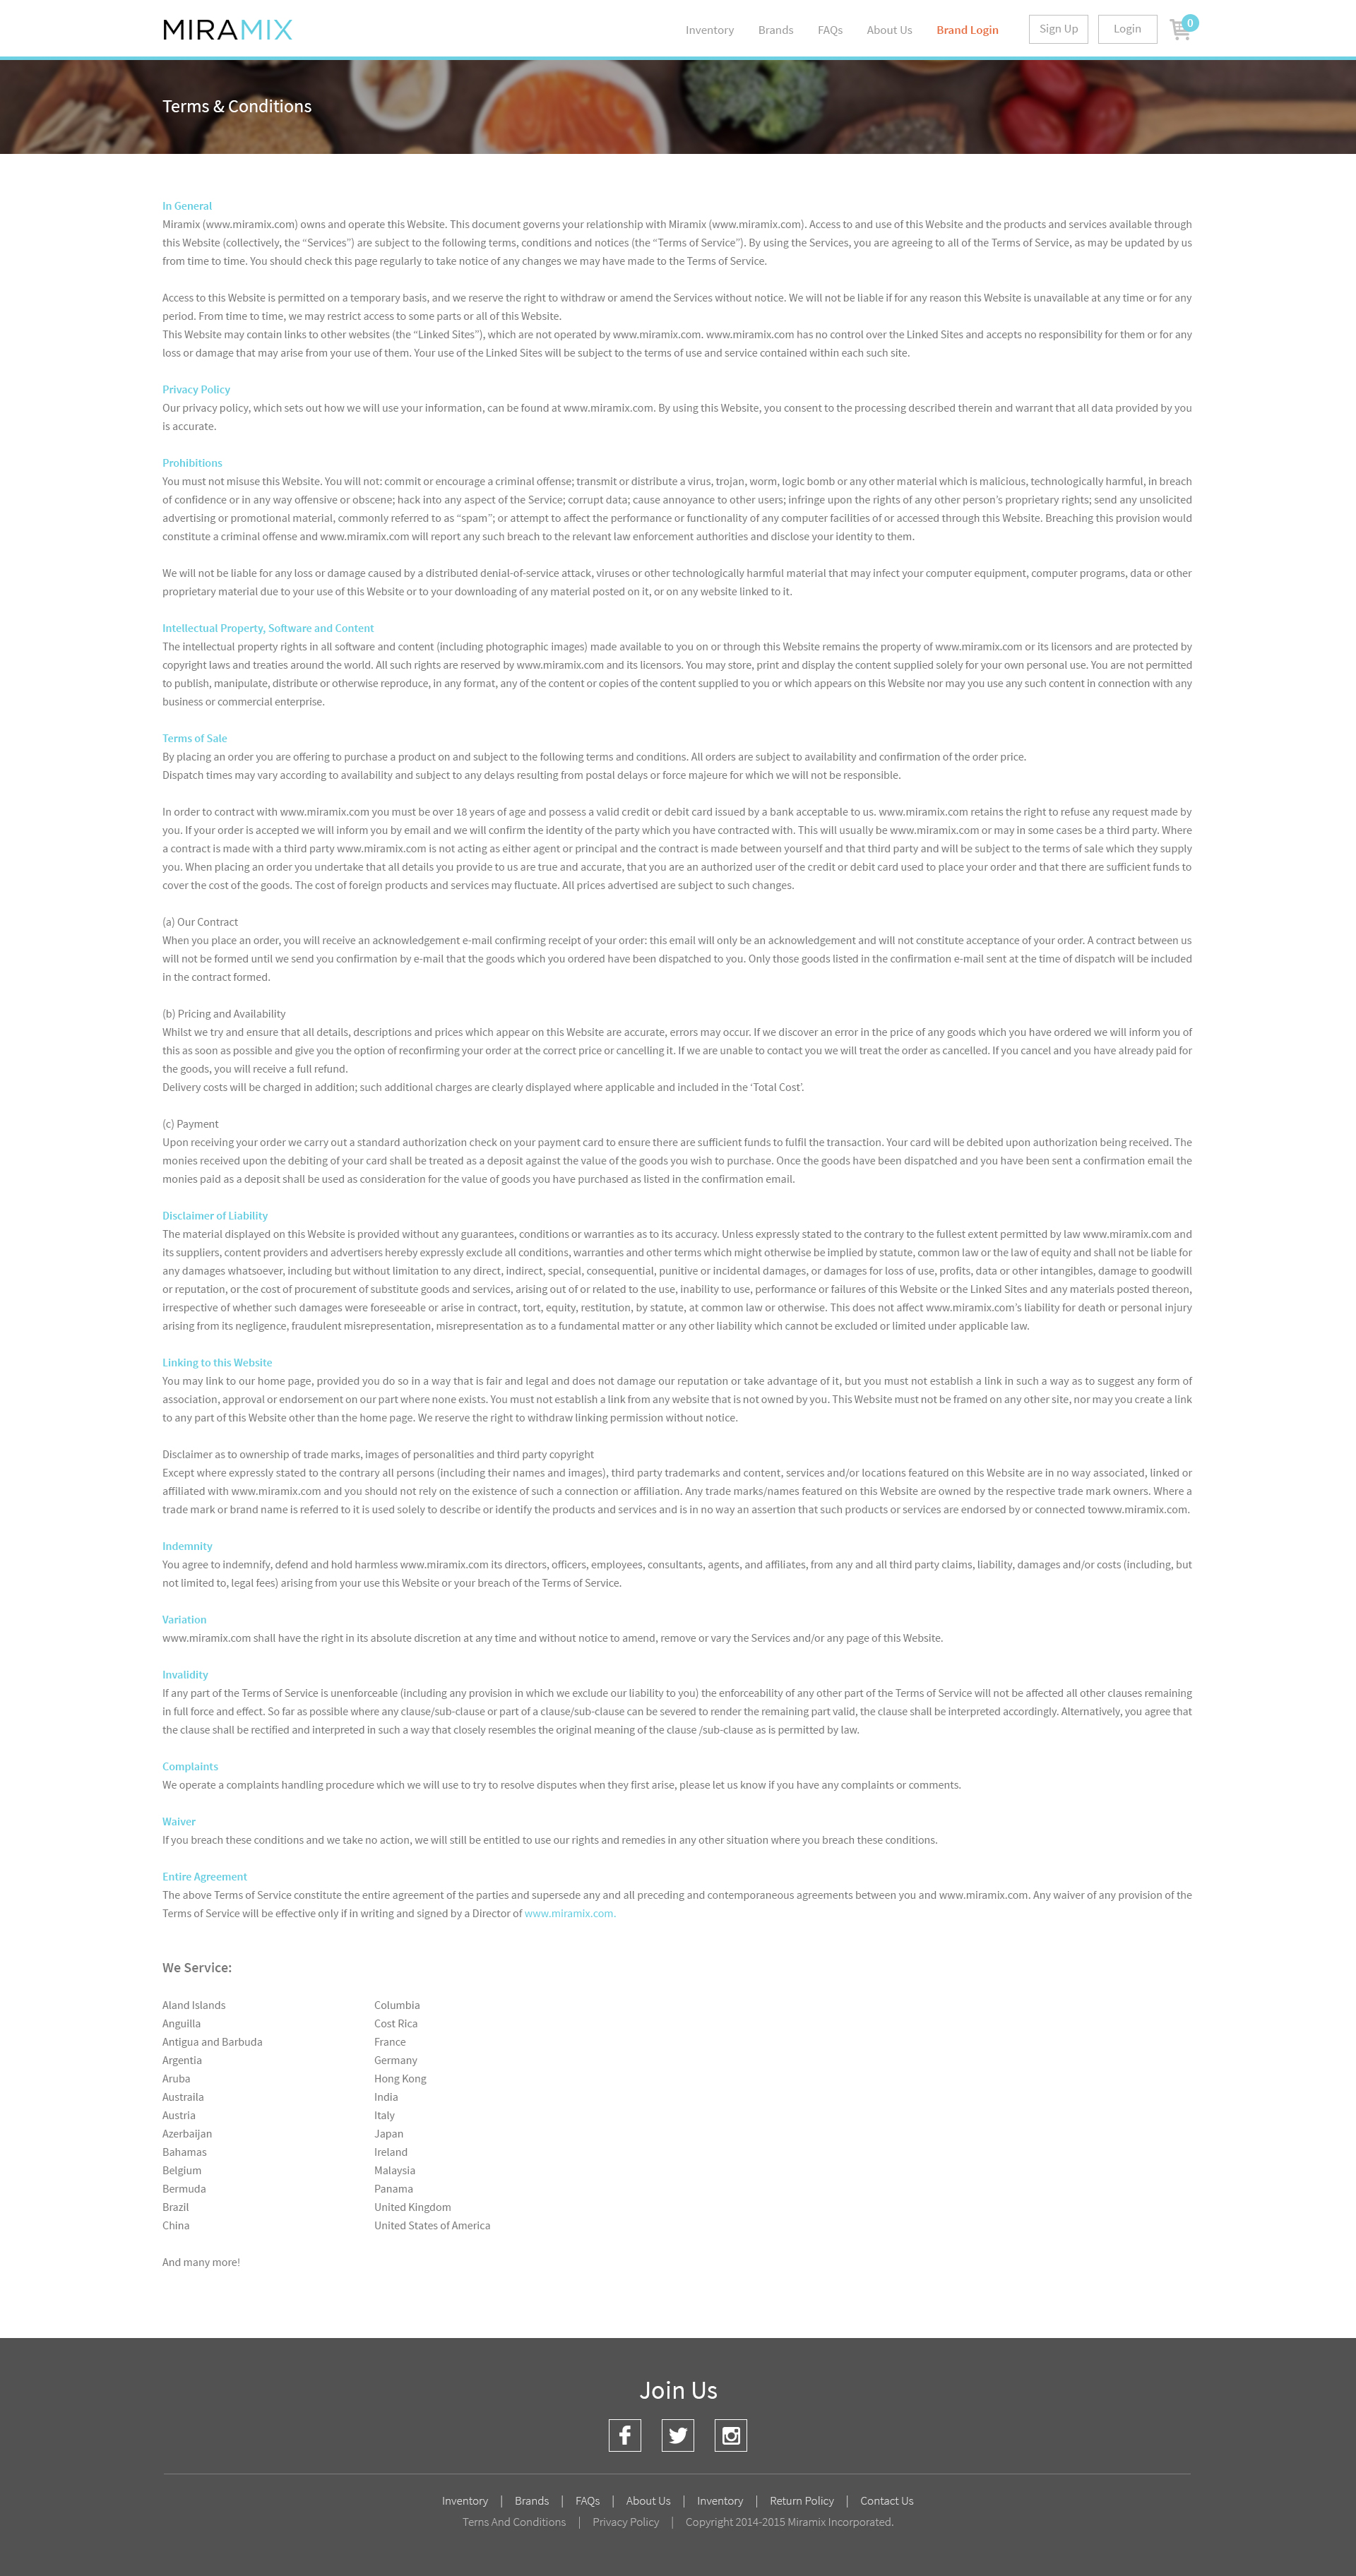 MIRAMIX
Inventory Brands FAQs About Us Brand Login Sign Up Login 0
Terms & Conditions
In General
Miramix (www.miramix.com) owns and operate this Website. This document governs your relationship with Miramix (www.miramix.com). Access to and use of this Website and the products and services available through
this Website (collectively, the “Services”) are subject to the following terms, conditions and notices (the “Terms of Service”). By using the Services, you are agreeing to all of the Terms of Service, as may be updated by us
from time to time. You should check this page regularly to take notice of any changes we may have made to the Terms of Service.
Access to this Website is permitted on a temporary basis, and we reserve the right to withdraw or amend the Services without notice. We will not be liable if for any reason this Website is unavailable at any time or for any
period. From time to time, we may restrict access to some parts or all of this Website.
This Website may contain links to other websites (the “Linked Sites”), which are not operated by www.miramix.com. www.miramix.com has no control over the Linked Sites and accepts no responsibility for them or for any
loss or damage that may arise from your use of them. Your use of the Linked Sites will be subject to the terms of use and service contained within each such site.
Privacy Policy
Our privacy policy, which sets out how we will use your information, can be found at www.miramix.com. By using this Website, you consent to the processing described therein and warrant that all data provided by you
is accurate.
Prohibitions
You must not misuse this Website. You will not: commit or encourage a criminal offense; transmit or distribute a virus, trojan, worm, logic bomb or any other material which is malicious, technologically harmful, in breach
of confidence or in any way offensive or obscene; hack into any aspect of the Service; corrupt data; cause annoyance to other users; infringe upon the rights of any other person’s proprietary rights; send any unsolicited
advertising or promotional material, commonly referred to as “spam”; or attempt to affect the performance or functionality of any computer facilities of or accessed through this Website. Breaching this provision would
constitute a criminal offense and www.miramix.com will report any such breach to the relevant law enforcement authorities and disclose your identity to them.
We will not be liable for any loss or damage caused by a distributed denial-of-service attack, viruses or other technologically harmful material that may infect your computer equipment, computer programs, data or other
proprietary material due to your use of this Website or to your downloading of any material posted on it, or on any website linked to it.
Intellectual Property, Software and Content
The intellectual property rights in all software and content (including photographic images) made available to you on or through this Website remains the property of www.miramix.com or its licensors and are protected by
copyright laws and treaties around the world. All such rights are reserved by www.miramix.com and its licensors. You may store, print and display the content supplied solely for your own personal use. You are not permitted
to publish, manipulate, distribute or otherwise reproduce, in any format, any of the content or copies of the content supplied to you or which appears on this Website nor may you use any such content in connection with any
business or commercial enterprise.
Terms of Sale
By placing an order you are offering to purchase a product on and subject to the following terms and conditions. All orders are subject to availability and confirmation of the order price.
Dispatch times may vary according to availability and subject to any delays resulting from postal delays or force majeure for which we will not be responsible.
In order to contract with www.miramix.com you must be over 18 years of age and possess a valid credit or debit card issued by a bank acceptable to us. www.miramix.com retains the right to refuse any request made by
you. If your order is accepted we will inform you by email and we will confirm the identity of the party which you have contracted with. This will usually be www.miramix.com or may in some cases be a third party. Where
a contract is made with a third party www.miramix.com is not acting as either agent or principal and the contract is made between yourself and that third party and will be subject to the terms of sale which they supply
you. When placing an order you undertake that all details you provide to us are true and accurate, that you are an authorized user of the credit or debit card used to place your order and that there are sufficient funds to
cover the cost of the goods. The cost of foreign products and services may fluctuate. All prices advertised are subject to such changes.
(a) Our Contract
When you place an order, you will receive an acknowledgement e-mail confirming receipt of your order: this email will only be an acknowledgement and will not constitute acceptance of your order. A contract between us
will not be formed until we send you confirmation by e-mail that the goods which you ordered have been dispatched to you. Only those goods listed in the confirmation e-mail sent at the time of dispatch will be included
in the contract formed.
(b) Pricing and Availability
Whilst we try and ensure that all details, descriptions and prices which appear on this Website are accurate, errors may occur. If we discover an error in the price of any goods which you have ordered we will inform you of
this as soon as possible and give you the option of reconfirming your order at the correct price or cancelling it. If we are unable to contact you we will treat the order as cancelled. If you cancel and you have already paid for
the goods, you will receive a full refund.
Delivery costs will be charged in addition; such additional charges are clearly displayed where applicable and included in the ‘Total Cost’.
(c) Payment
Upon receiving your order we carry out a standard authorization check on your payment card to ensure there are sufficient funds to fulfil the transaction. Your card will be debited upon authorization being received. The
monies received upon the debiting of your card shall be treated as a deposit against the value of the goods you wish to purchase. Once the goods have been dispatched and you have been sent a confirmation email the
monies paid as a deposit shall be used as consideration for the value of goods you have purchased as listed in the confirmation email.
Disclaimer of Liability
The material displayed on this Website is provided without any guarantees, conditions or warranties as to its accuracy. Unless expressly stated to the contrary to the fullest extent permitted by law www.miramix.com and
its suppliers, content providers and advertisers hereby expressly exclude all conditions, warranties and other terms which might otherwise be implied by statute, common law or the law of equity and shall not be liable for
any damages whatsoever, including but without limitation to any direct, indirect, special, consequential, punitive or incidental damages, or damages for loss of use, profits, data or other intangibles, damage to goodwill
or reputation, or the cost of procurement of substitute goods and services, arising out of or related to the use, inability to use, performance or failures of this Website or the Linked Sites and any materials posted thereon,
irrespective of whether such damages were foreseeable or arise in contract, tort, equity, restitution, by statute, at common law or otherwise. This does not affect www.miramix.com’s liability for death or personal injury
arising from its negligence, fraudulent misrepresentation, misrepresentation as to a fundamental matter or any other liability which cannot be excluded or limited under applicable law.
Linking to this Website
You may link to our home page, provided you do so in a way that is fair and legal and does not damage our reputation or take advantage of it, but you must not establish a link in such a way as to suggest any form of
association, approval or endorsement on our part where none exists. You must not establish a link from any website that is not owned by you. This Website must not be framed on any other site, nor may you create a link
to any part of this Website other than the home page. We reserve the right to withdraw linking permission without notice.
Disclaimer as to ownership of trade marks, images of personalities and third party copyright
Except where expressly stated to the contrary all persons (including their names and images), third party trademarks and content, services and/or locations featured on this Website are in no way associated, linked or
affiliated with www.miramix.com and you should not rely on the existence of such a connection or affiliation. Any trade marks/names featured on this Website are owned by the respective trade mark owners. Where a
trade mark or brand name is referred to it is used solely to describe or identify the products and services and is in no way an assertion that such products or services are endorsed by or connected towww.miramix.com.
Indemnity
You agree to indemnify, defend and hold harmless www.miramix.com its directors, officers, employees, consultants, agents, and affiliates, from any and all third party claims, liability, damages and/or costs (including, but
not limited to, legal fees) arising from your use this Website or your breach of the Terms of Service.
Variation
www.miramix.com shall have the right in its absolute discretion at any time and without notice to amend, remove or vary the Services and/or any page of this Website.
Invalidity
If any part of the Terms of Service is unenforceable (including any provision in which we exclude our liability to you) the enforceability of any other part of the Terms of Service will not be affected all other clauses remaining
in full force and effect. So far as possible where any clause/sub-clause or part of a clause/sub-clause can be severed to render the remaining part valid, the clause shall be interpreted accordingly. Alternatively, you agree that
the clause shall be rectified and interpreted in such a way that closely resembles the original meaning of the clause /sub-clause as is permitted by law.
Complaints
We operate a complaints handling procedure which we will use to try to resolve disputes when they first arise, please let us know if you have any complaints or comments.
Waiver
If you breach these conditions and we take no action, we will still be entitled to use our rights and remedies in any other situation where you breach these conditions.
Entire Agreement
The above Terms of Service constitute the entire agreement of the parties and supersede any and all preceding and contemporaneous agreements between you and www.miramix.com. Any waiver of any provision of the
Terms of Service will be effective only if in writing and signed by a Director of www.miramix.com.
We Service:
Aland Islands
Anguilla
Antigua and Barbuda
Argentia
Aruba
Austraila
Austria
Azerbaijan
Bahamas
Belgium
Bermuda
Brazil
China
Columbia
Cost Rica
France
Germany
Hong Kong
India
Italy
Japan
Ireland
Malaysia
Panama
United Kingdom
United States of America
And many more!
Join Us
Inventory | Brands | FAQs | About Us | Inventory | Return Policy | Contact Us
Terns And Conditions | Privacy Policy | Copyright 2014-2015 Miramix Incorporated.